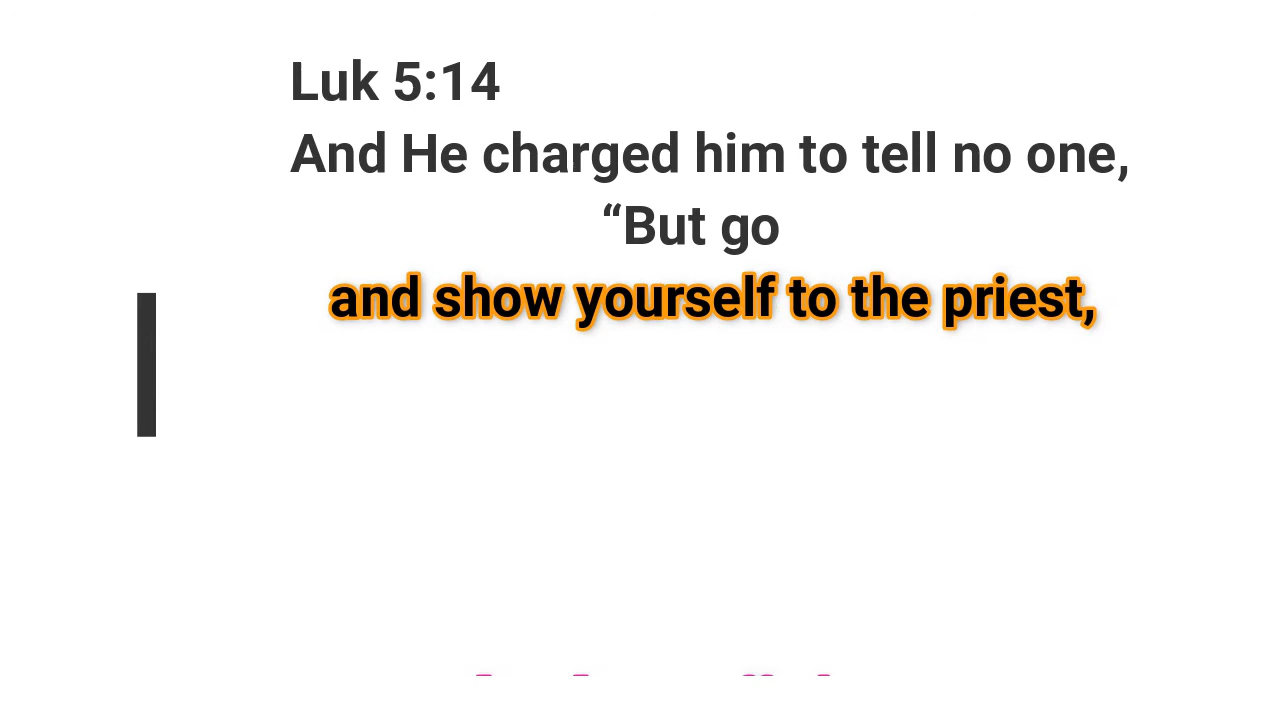 Luk 5:14
And He charged him to tell no one,
“But go
and show yourself to the priest,